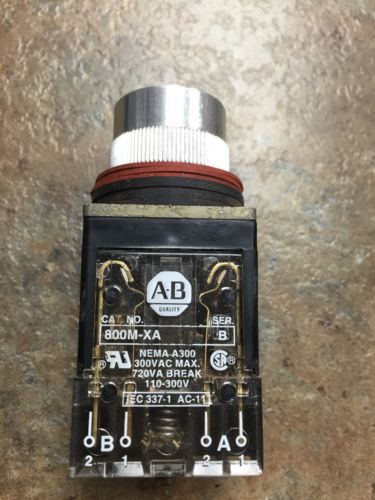 A-B
QUALITY
CAT. NO. SER.
800M-XA B
NEMA-A300
300VAC MAX.
720VA BREAK
110-300V
IEC 337-1 AC-11
B A
2 1 2 1